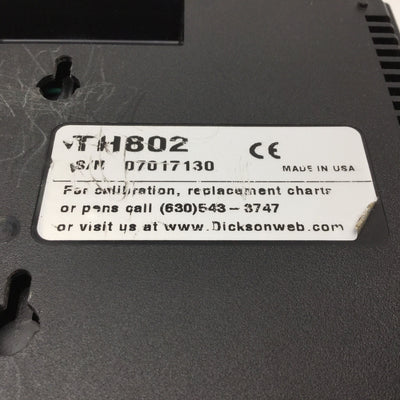 TH802
S/N 07017130 CE
MADE IN USA
For calibration, replacement charts
or pens call (630)543-3747
or visit us at www.Dicksonweb.com